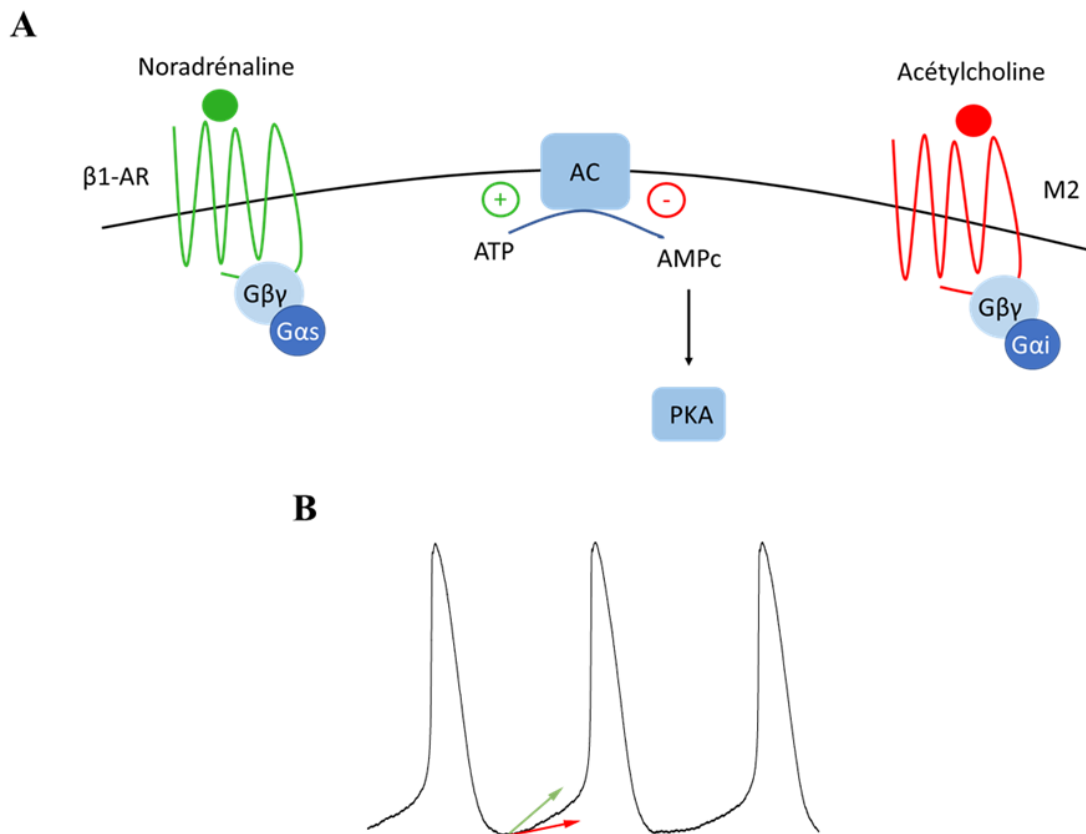 A
Noradrénaline
Acétylcholine
β1-AR
AC
M2
+
-
ATP
AMPc
Gβγ
Gαs
Gβγ
Gαi
PKA
B